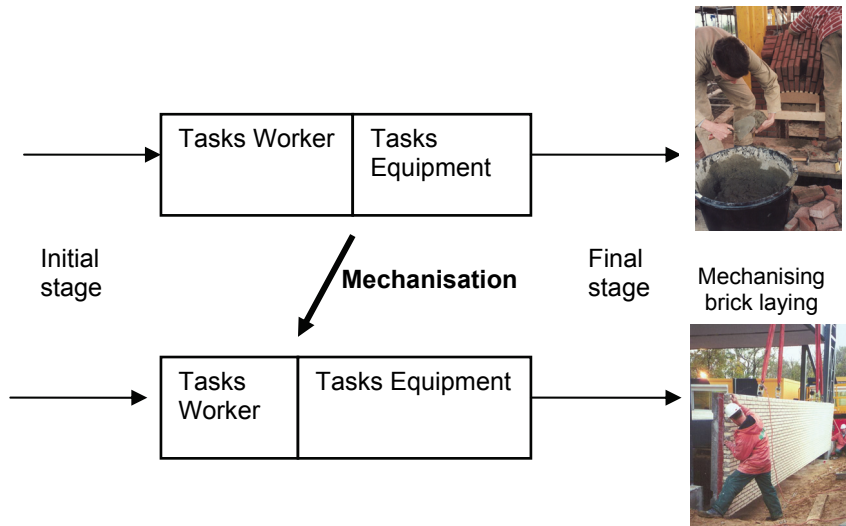 Tasks Worker
Tasks
Equipment
Initial
stage
Mechanisation
Final
stage
Mechanising
brick laying
Tasks
Worker
Tasks Equipment